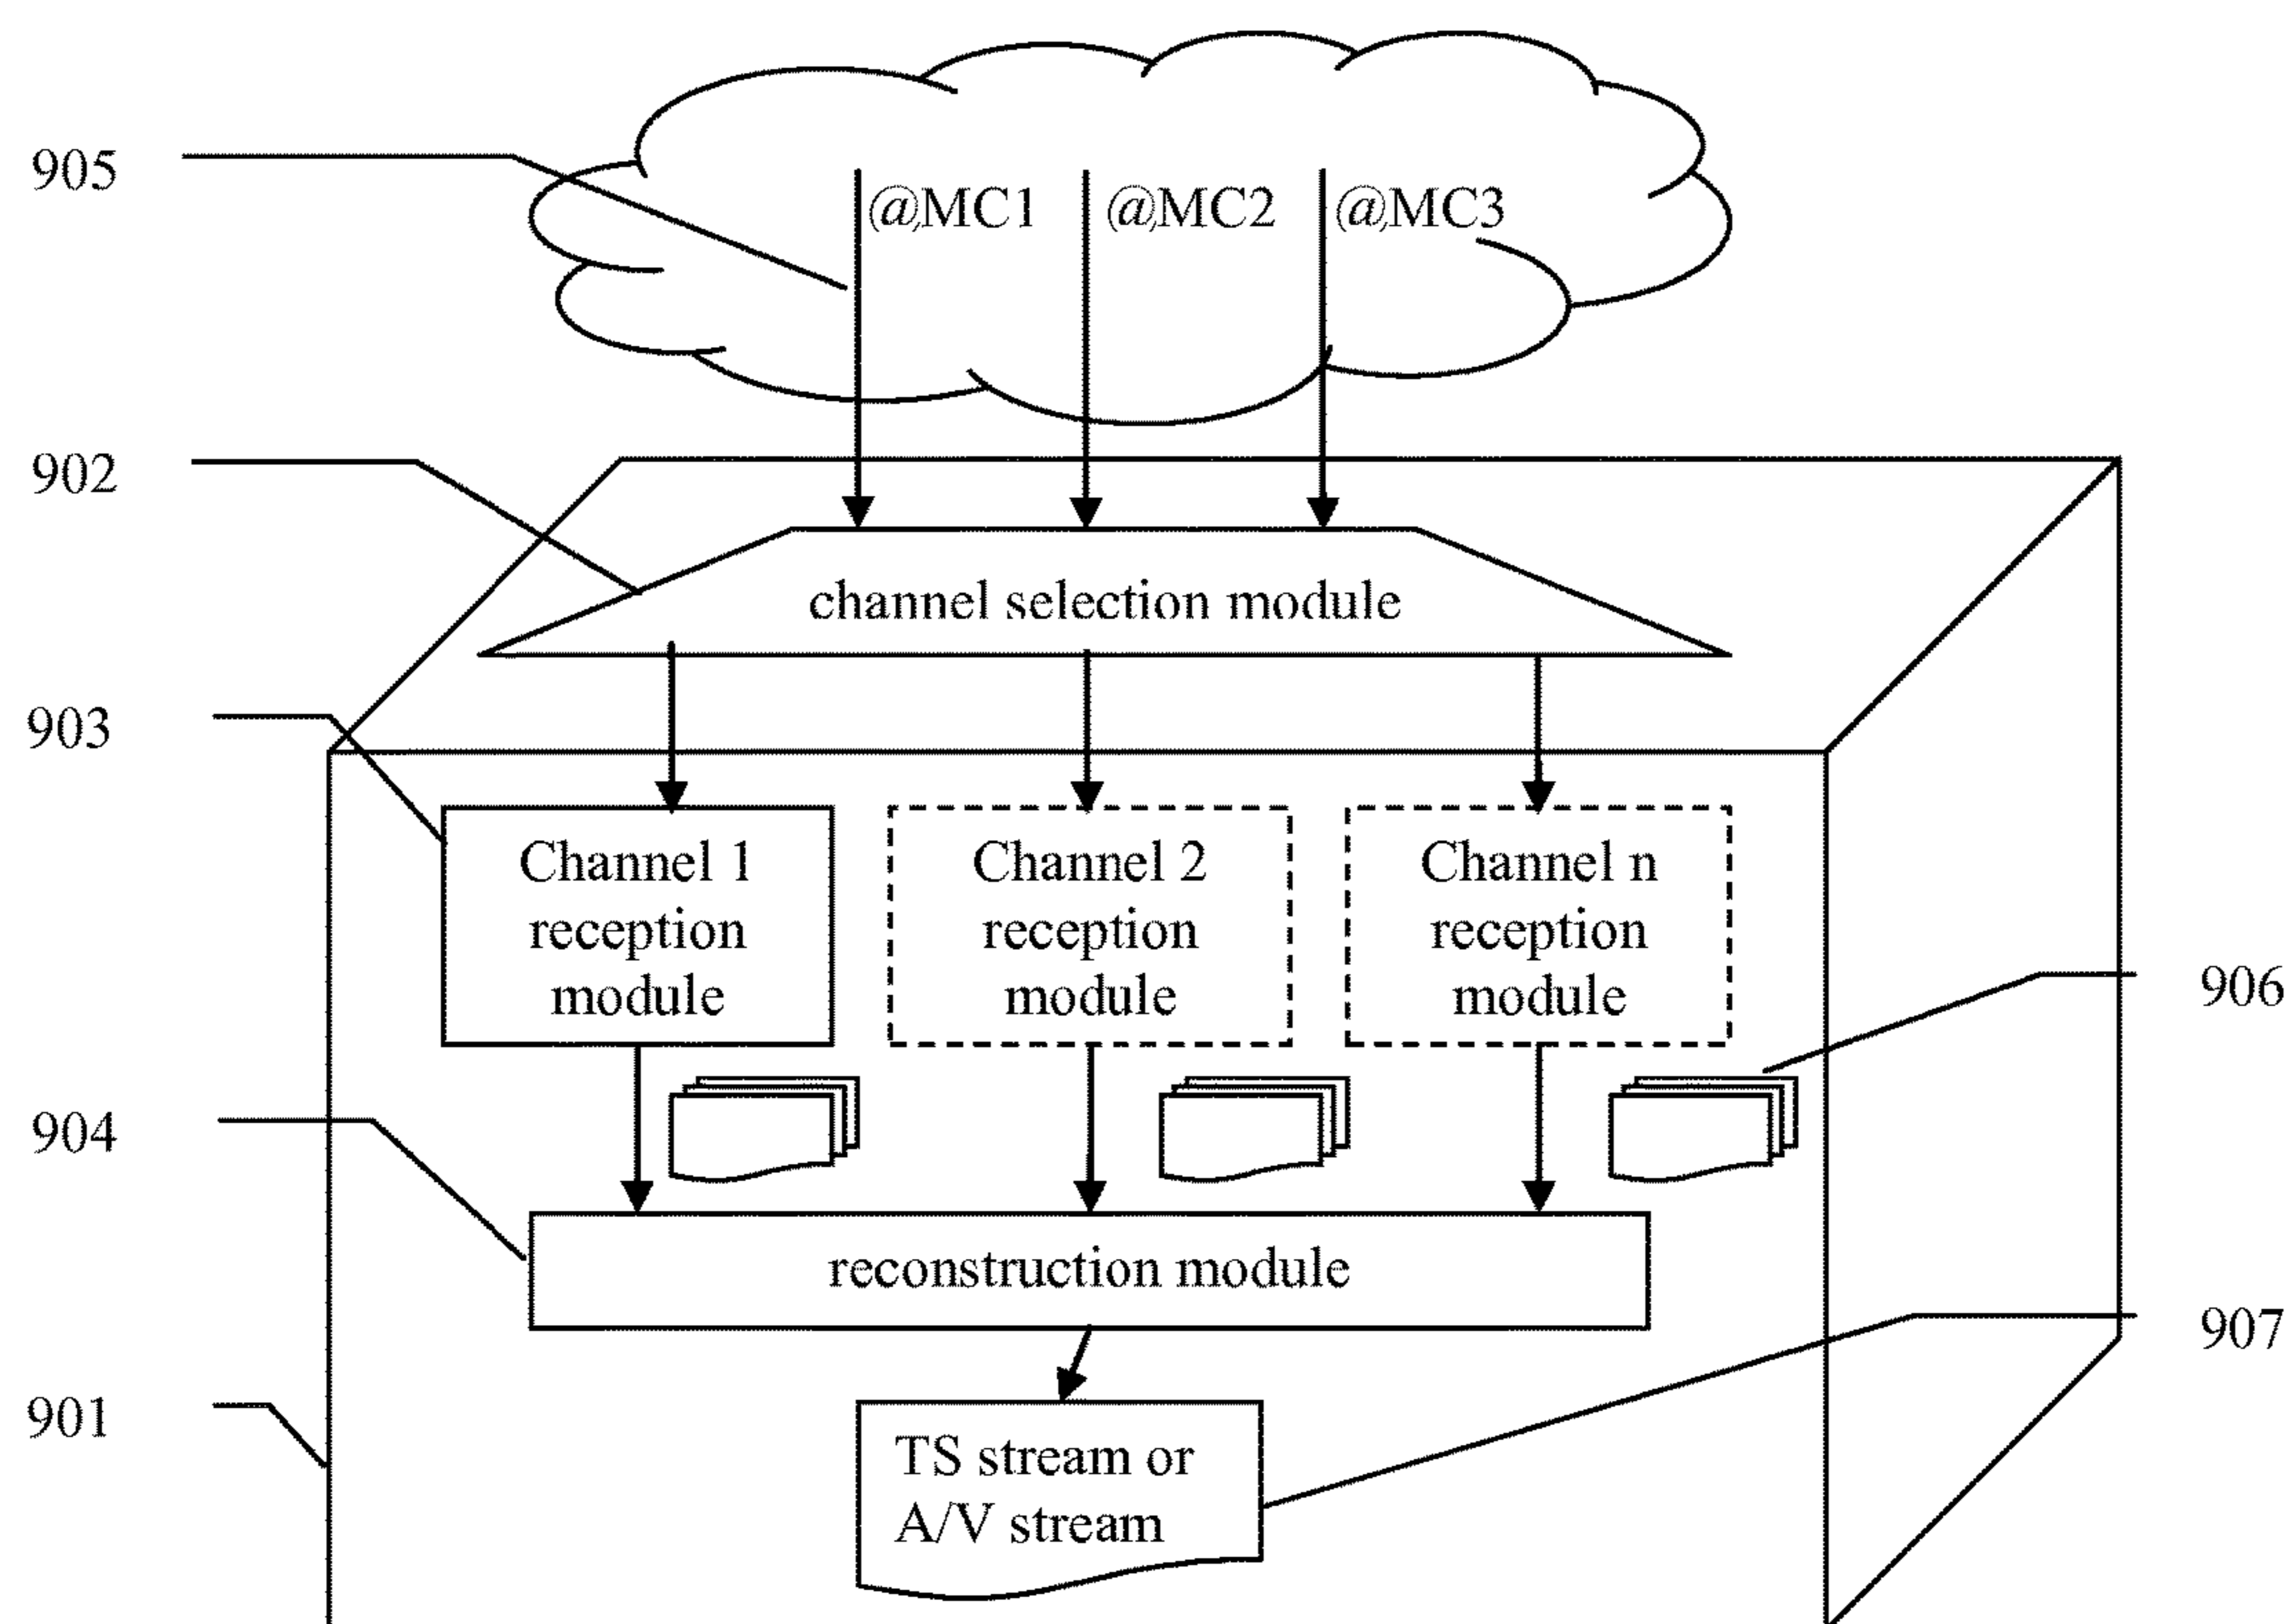 905
@MC1 @MC2 @MC3
902
channel selection module
903
Channel 1
reception
module
Channel 2
reception
module
Channel n
reception
module
906
904
reconstruction module
907
901
TS stream or
A/V stream